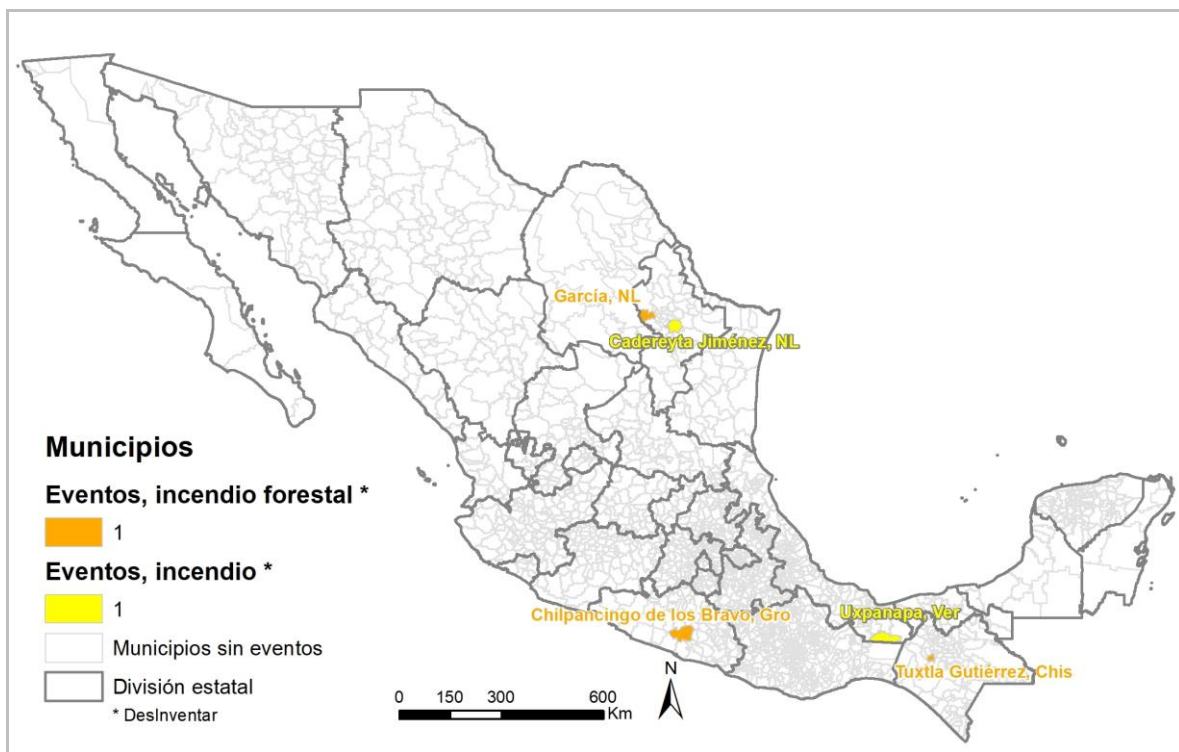 García, NL
Cadereyta Jiménez, NL
Municipios
Eventos, incendio forestal *
1
Eventos, incendio *
1
Municipios sin eventos
División estatal
* DesInventar
Chilpancingo de los Bravo, Gro
Uxpanapa, Ver
Tuxtla Gutiérrez, Chis
N
0 150 300 600
Km